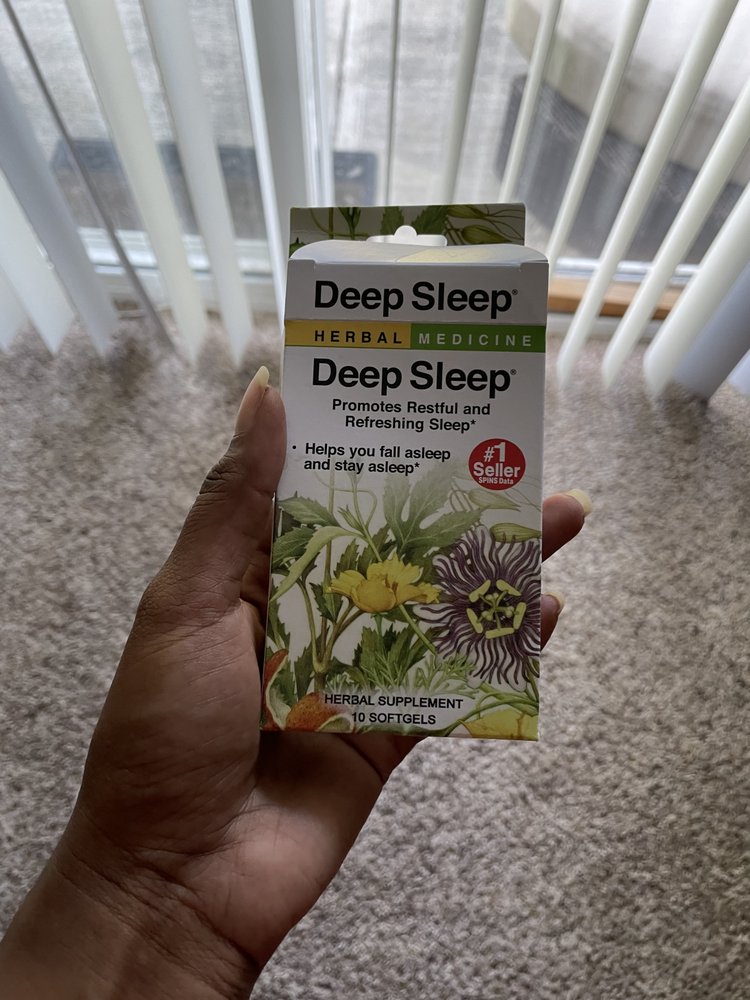 Deep Sleep®
HERBAL MEDICINE
Deep Sleep®
Promotes Restful and
Refreshing Sleep*
• Helps you fall asleep
and stay asleep*
#1
Seller
SPINS Data
HERBAL SUPPLEMENT
10 SOFTGELS